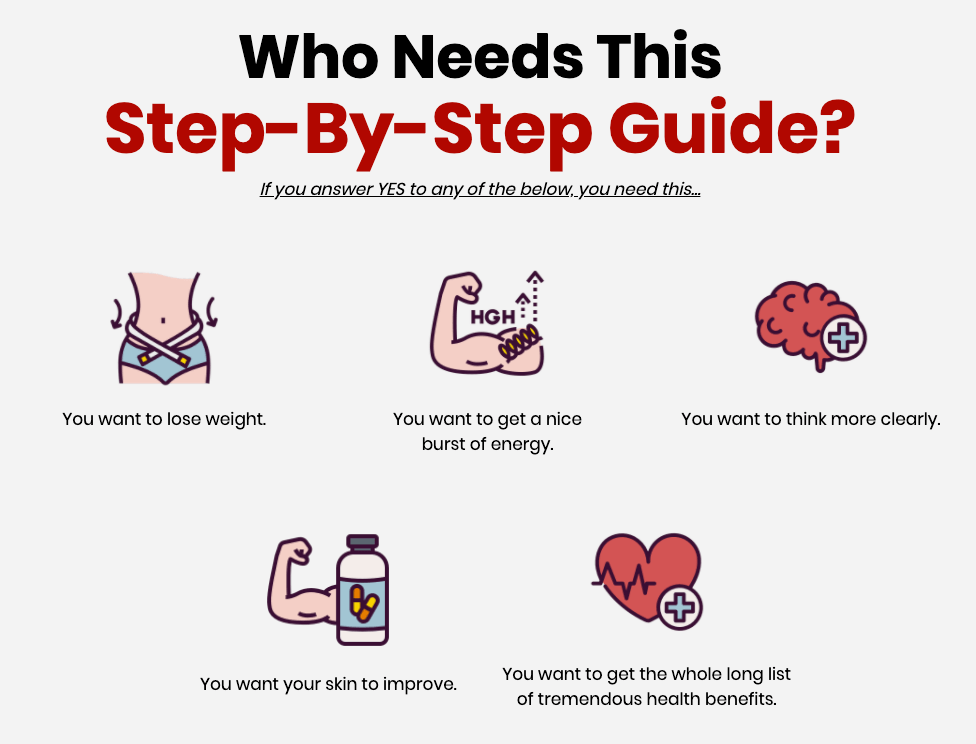 Who Needs This
Step-By-Step Guide?
If you answer YES to any of the below, you need this...
HGH
You want to lose weight.
You want to get a nice
burst of energy.
You want to think more clearly.
You want your skin to improve.
You want to get the whole long list
of tremendous health benefits.